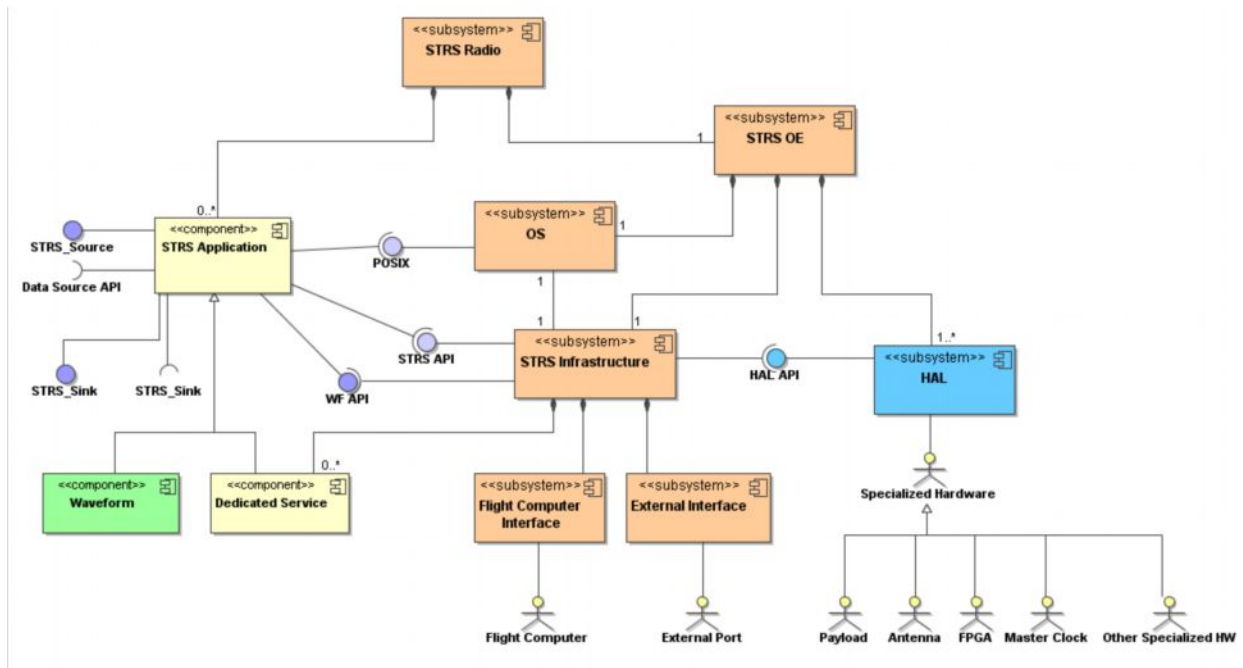 <<subsystem>>
STRS Radio
<<subsystem>>
STRS OE
1
0..*
<<component>>
STRS Application
STRS_Source
Data Source API
POSIX
<<subsystem>>
OS
1
1
1
1
1..*
STRS API
<<subsystem>>
STRS Infrastructure
HAL API
<<subsystem>>
HAL
STRS_Sink
STRS_Sink
WF API
0..*
<<component>>
Waveform
<<component>>
Dedicated Service
<<subsystem>>
Flight Computer
Interface
<<subsystem>>
External Interface
Specialized Hardware
Flight Computer
External Port
Payload
Antenna
FPGA
Master Clock
Other Specialized HW